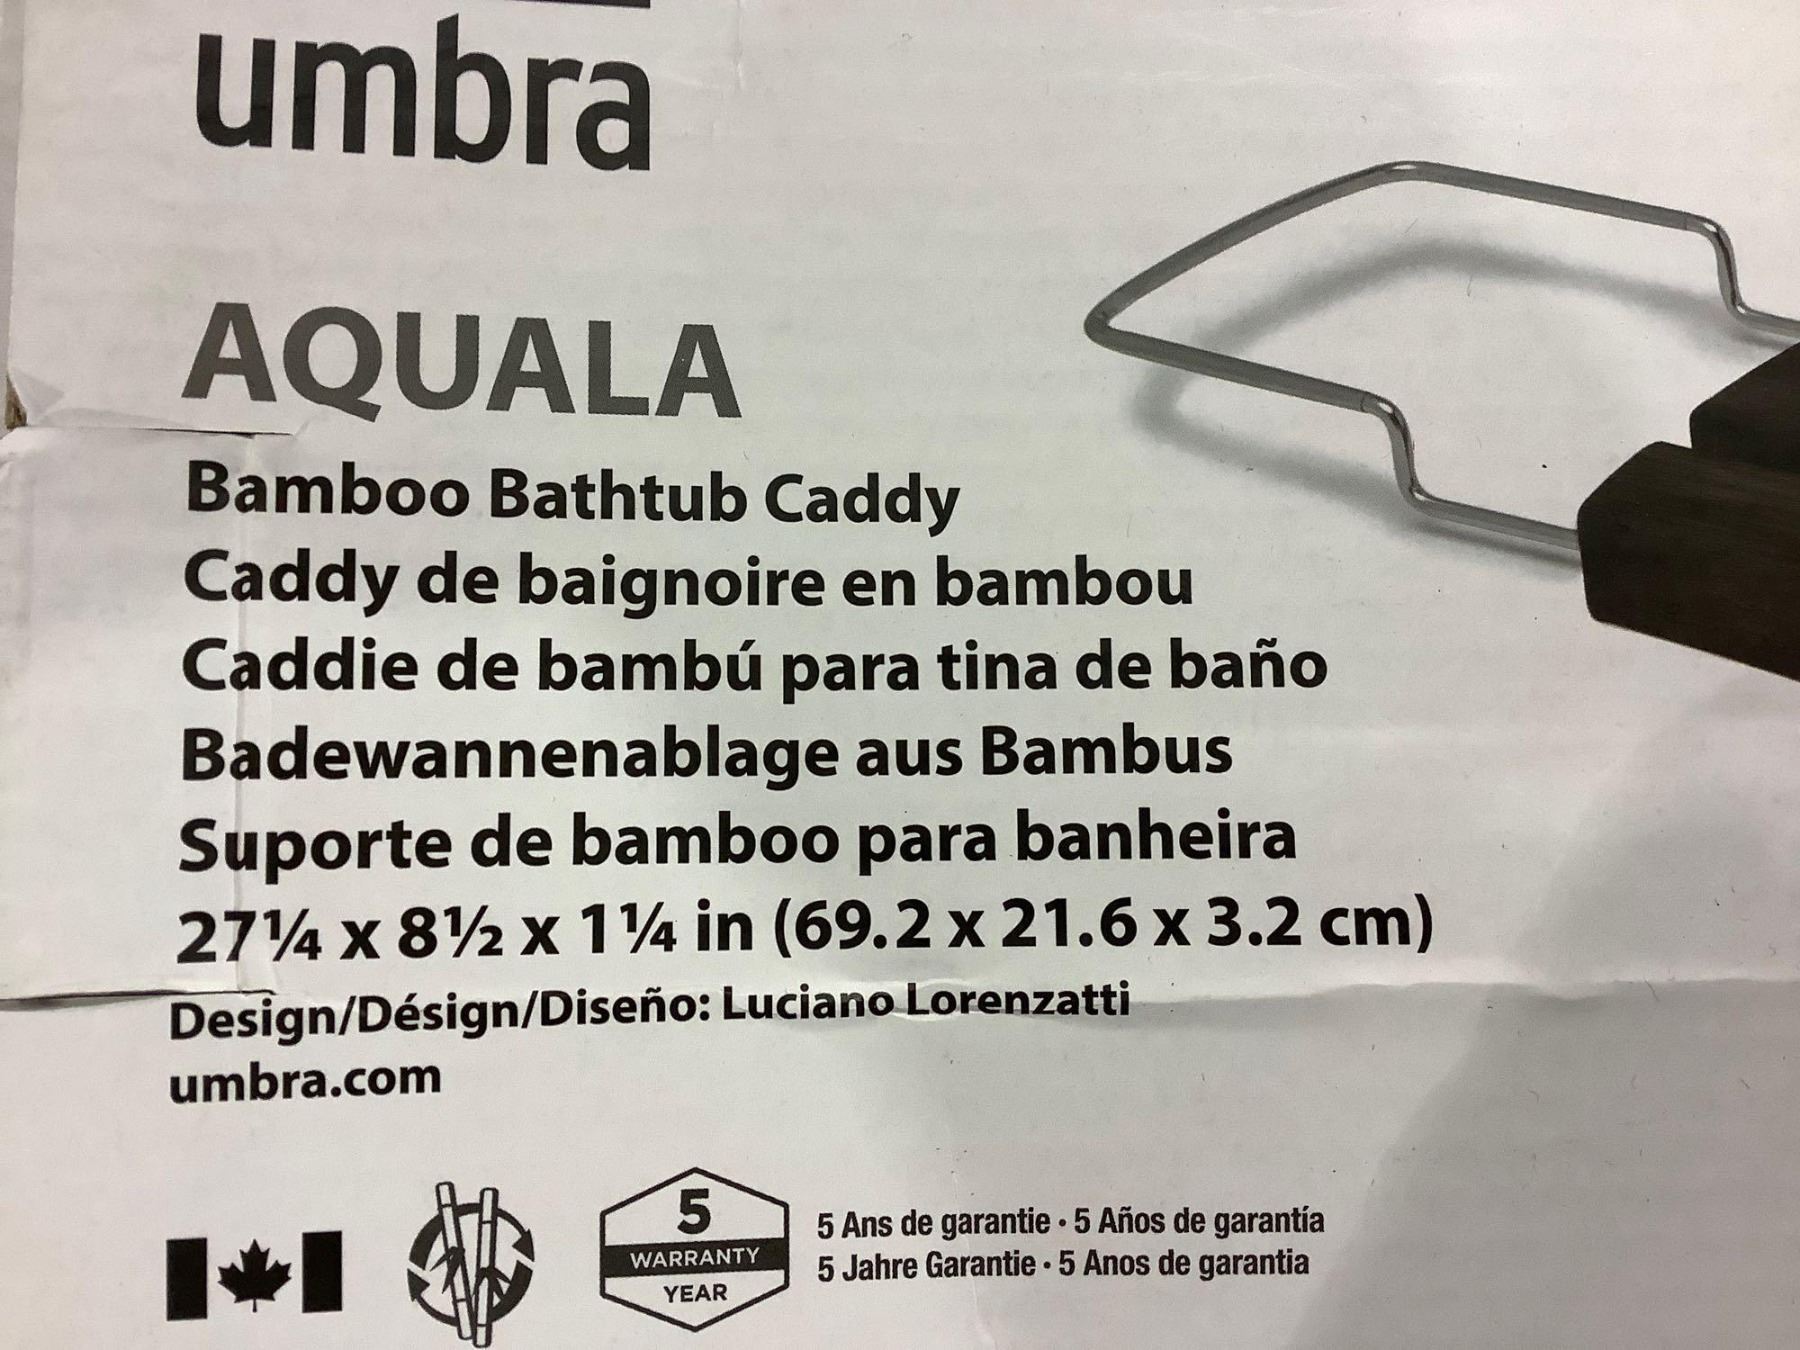 umbra
AQUALA
Bamboo Bathtub Caddy
Caddy de baignoire en bambou
Caddie de bambú para tina de baño
Badewannenablage aus Bambus
Suporte de bamboo para banheira
27¼ x 8½ x 1¼ in (69.2 x 21.6 x 3.2 cm)
Design/Désign/Diseño: Luciano Lorenzatti
umbra.com
5
WARRANTY
YEAR
5 Ans de garantie · 5 Años de garantía
5 Jahre Garantie · 5 Anos de garantia